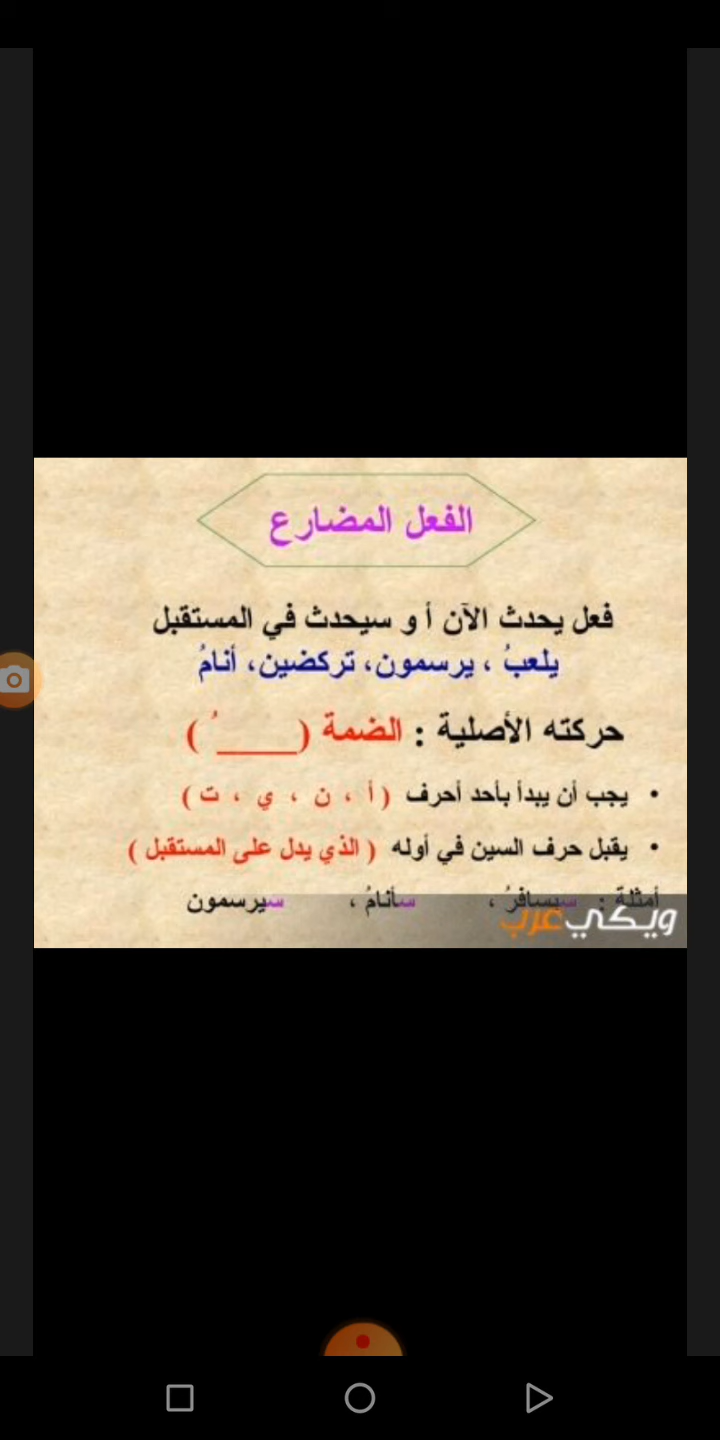 الفعل المضارع
فعل يحدث الآن أ و سيحدث في المستقبل
يلعبُ ، يرسمون، تركضين، أنامُ
حركته الأصلية : الضمة ( ____ُ )
• يجب أن يبدأ بأحد أحرف ( أ ، ن ، ي ، ت )
• يقبل حرف السين في أوله ( الذي يدل على المستقبل )
أمثلة : سيسافرُ ، سأنامُ ، سيرسمون
ويكي عرب